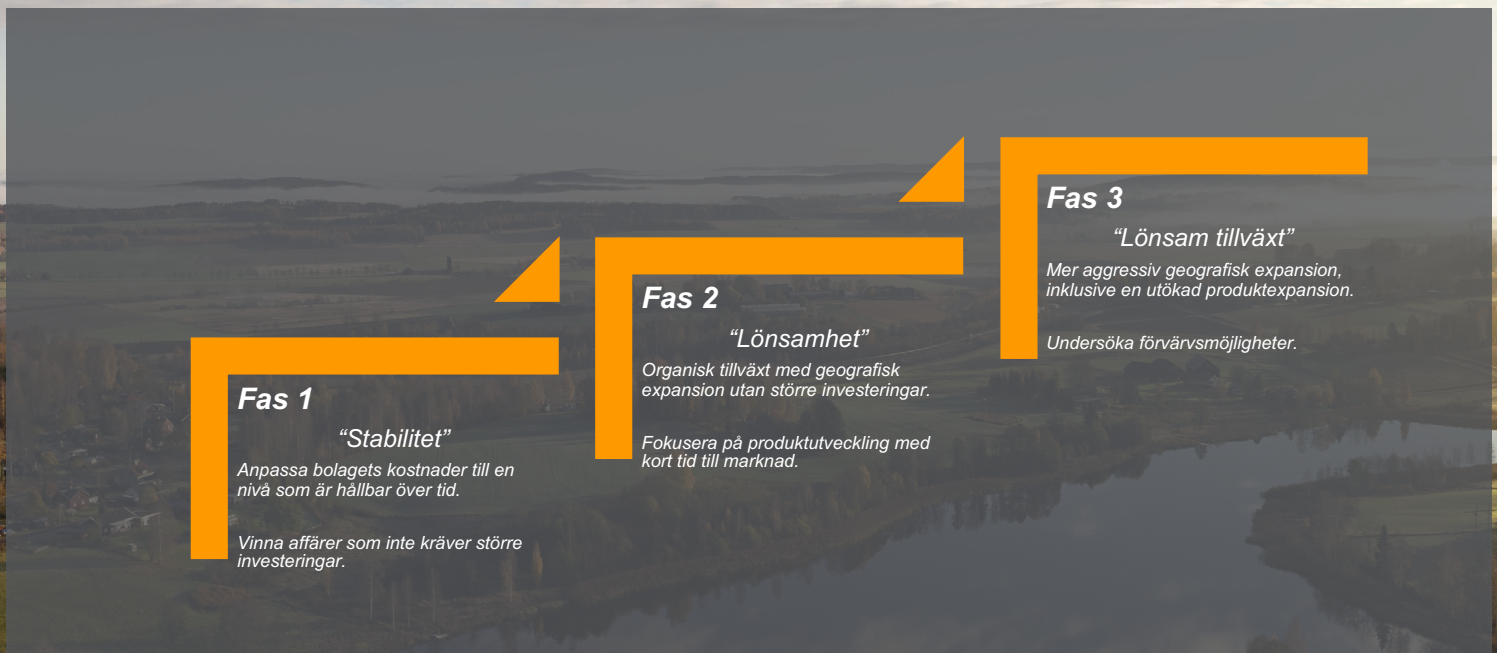 Fas 1
“Stabilitet”
Anpassa bolagets kostnader till en
nivå som är hållbar över tid.
Vinna affärer som inte kräver större
investeringar.
Fas 2
“Lönsamhet”
Organisk tillväxt med geografisk
expansion utan större investeringar.
Fokusera på produktutveckling med
kort tid till marknad.
Fas 3
“Lönsam tillväxt”
Mer aggressiv geografisk expansion,
inklusive en utökad produktexpansion.
Undersöka förvärvsmöjligheter.